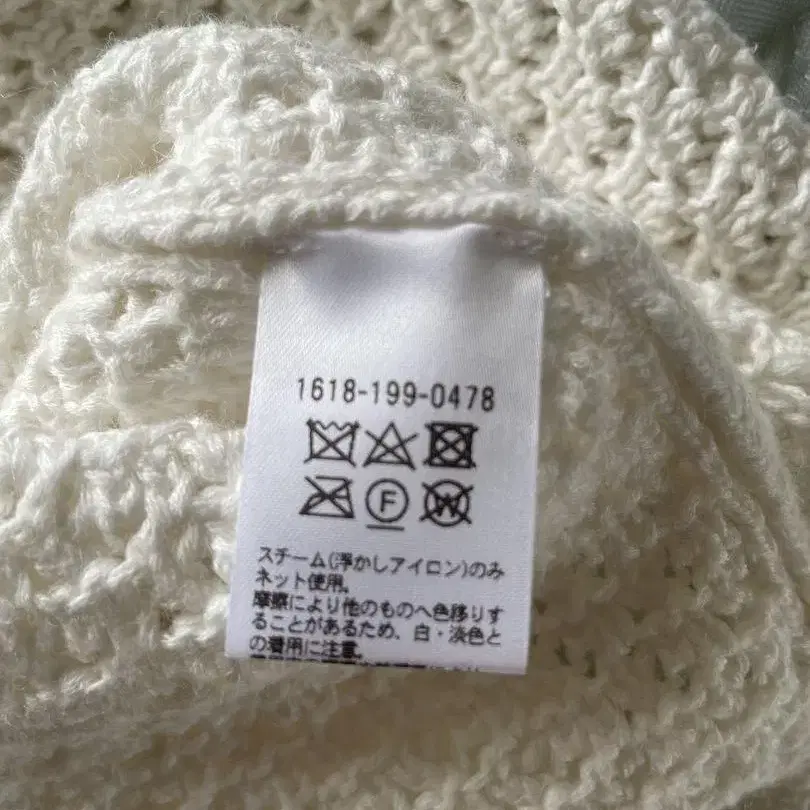 1618-199-0478
F
W
スチーム(浮かしアイロン)のみ
ネット使用。
摩擦により他のものへ色移りす
ることがあるため、白・淡色と
の着用に注意。